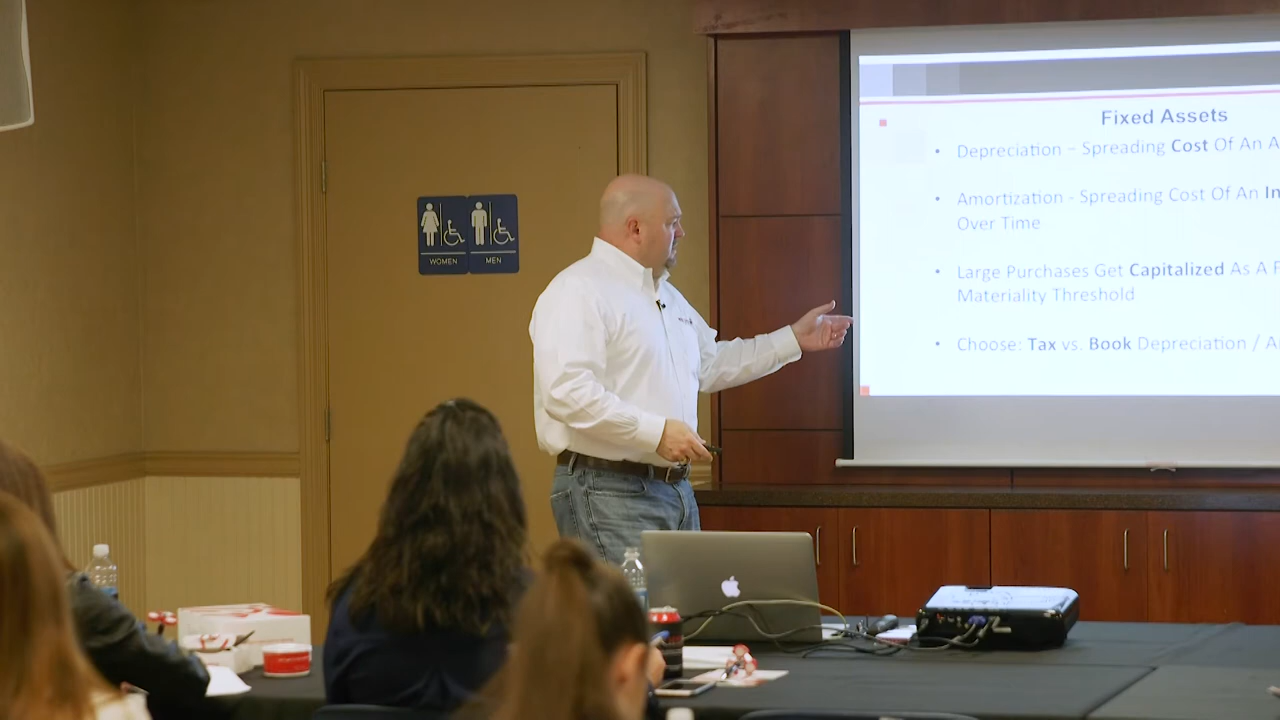 WOMEN
MEN
Fixed Assets
• Depreciation – Spreading Cost Of An
• Amortization - Spreading Cost Of An
Over Time
• Large Purchases Get Capitalized As A
Materiality Threshold
• Choose: Tax vs. Book Depreciation /